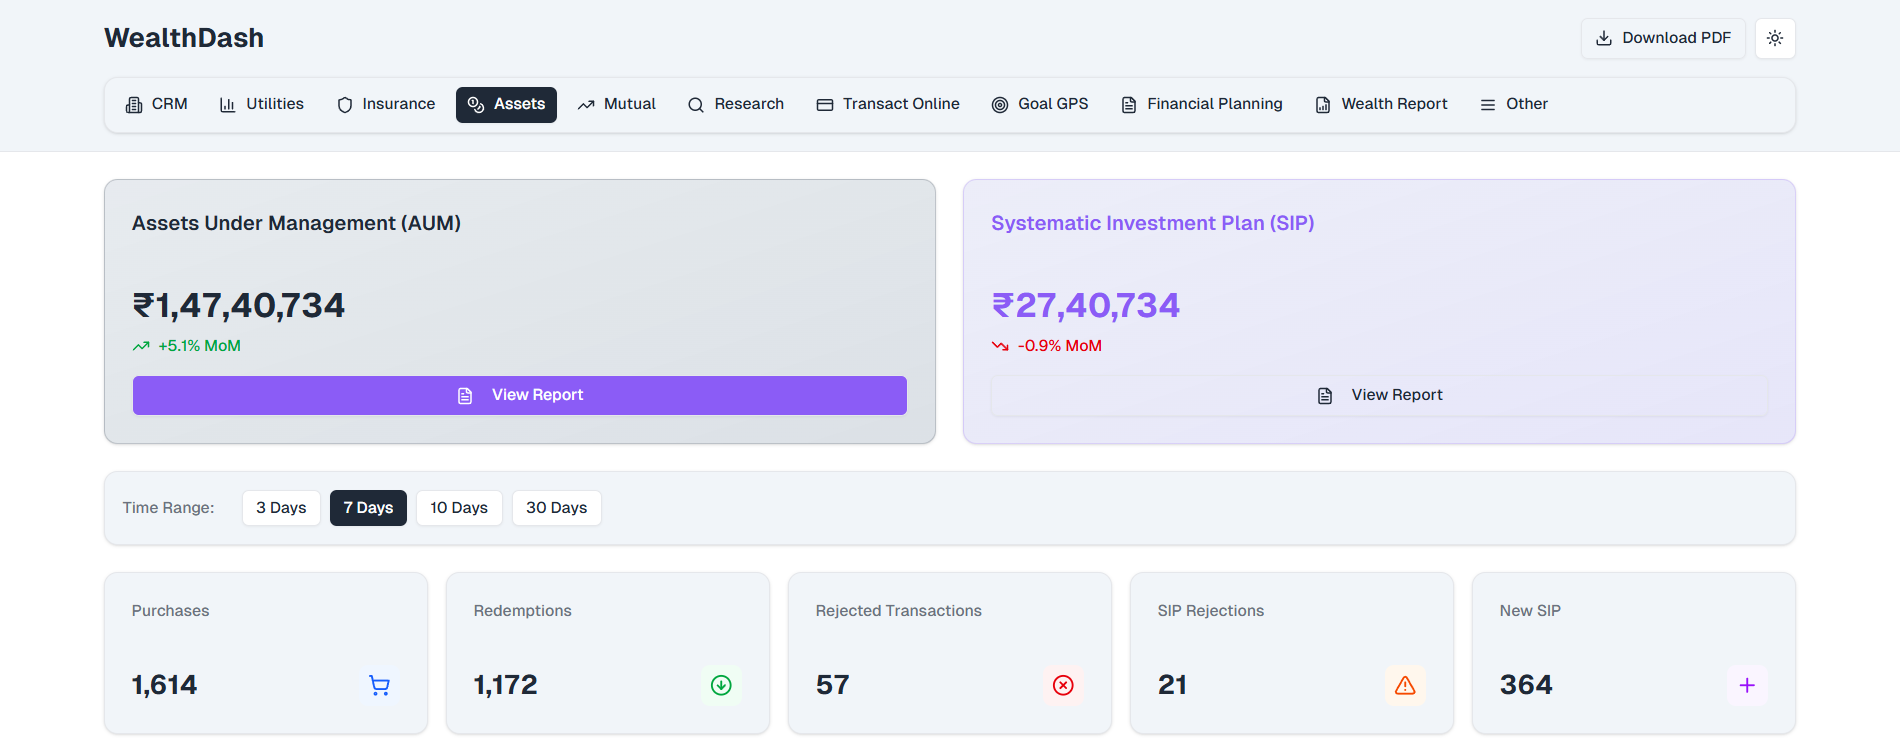 WealthDash
Download PDF
CRM Utilities Insurance Assets Mutual Research Transact Online Goal GPS Financial Planning Wealth Report Other
Assets Under Management (AUM)
₹1,47,40,734
+5.1% MoM
View Report
Systematic Investment Plan (SIP)
₹27,40,734
-0.9% MoM
View Report
Time Range: 3 Days 7 Days 10 Days 30 Days
Purchases
1,614
Redemptions
1,172
Rejected Transactions
57
SIP Rejections
21
New SIP
364